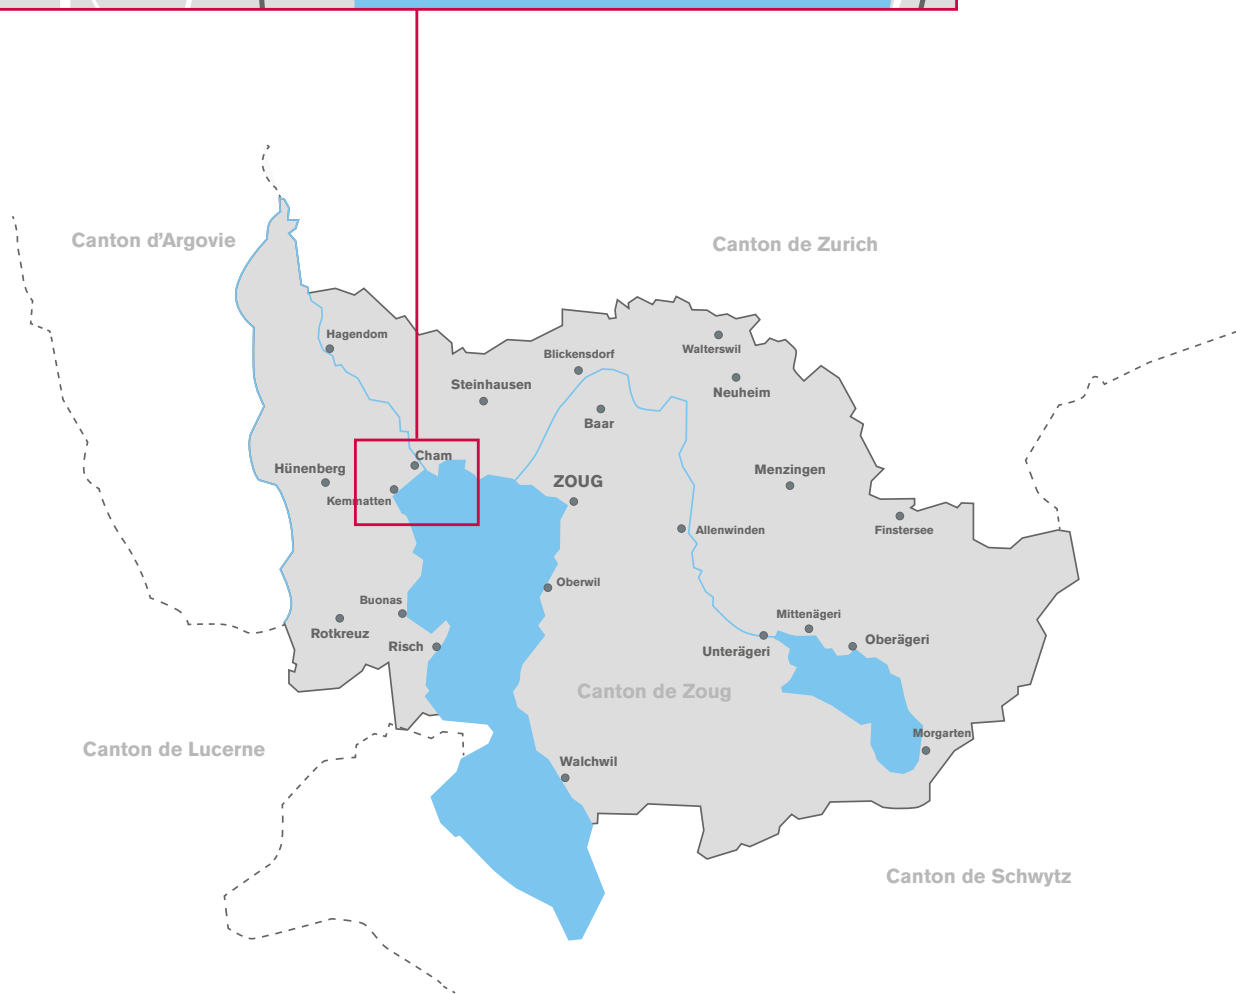 Canton d'Argovie
Canton de Zurich
Hagendorn
Walterswil
Blickensdorf
Steinhausen
Neuheim
Baar
Cham
Hünenberg
Menzingen
ZOUG
Kemmatten
Allenwinden
Finstersee
Oberwil
Buonas
Mittenägeri
Rotkreuz
Oberägeri
Risch
Unterägeri
Canton de Zoug
Morgarten
Canton de Lucerne
Walchwil
Canton de Schwytz